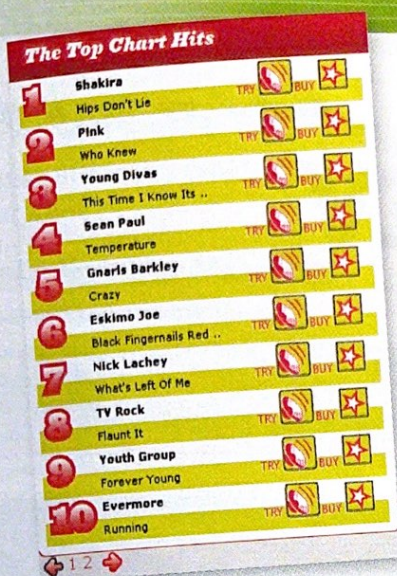 The Top Chart Hits
1 Shakira TRY BUY
Hips Don't Lie
2 Pink TRY BUY
Who Knew
3 Young Divas TRY BUY
This Time I Know Its ..
4 Sean Paul TRY BUY
Temperature
5 Gnarls Barkley TRY BUY
Crazy
6 Eskimo Joe TRY BUY
Black Fingernails Red ..
7 Nick Lachey TRY BUY
What's Left Of Me
8 TV Rock TRY BUY
Flaunt It
9 Youth Group TRY BUY
Forever Young
10 Evermore TRY BUY
Running
1 2